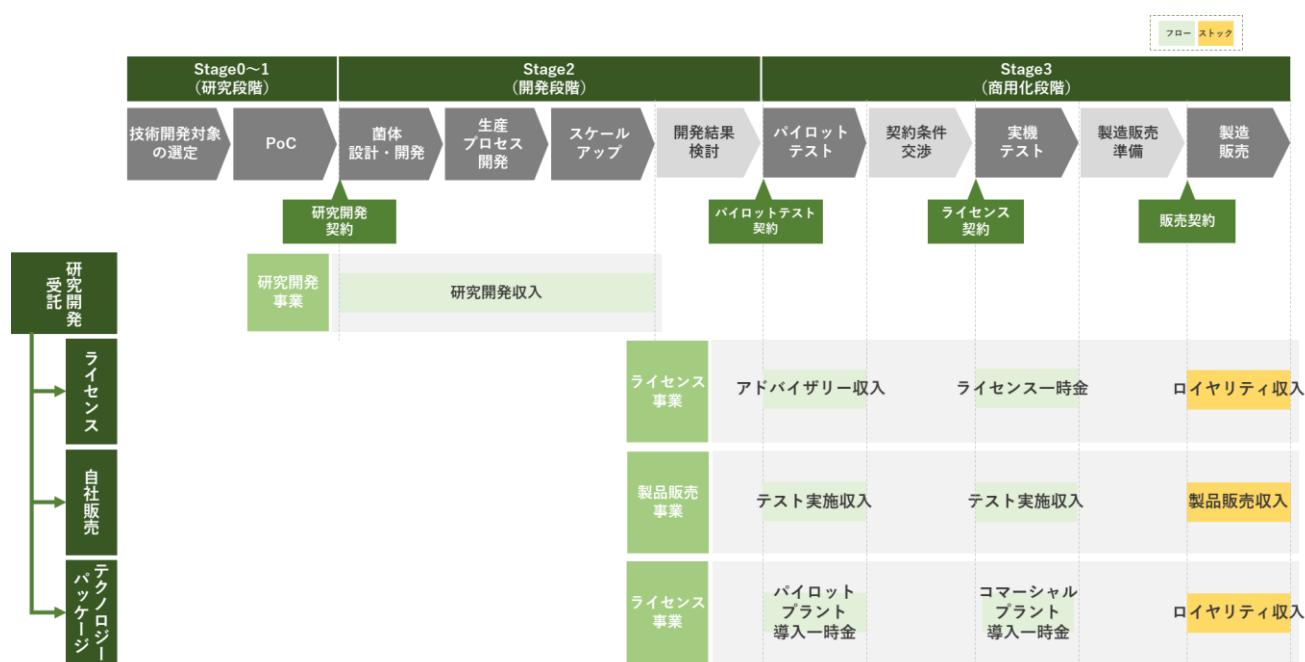 フロー
ストック
Stage0～1
（研究段階）
Stage2
（開発段階）
Stage3
（商用化段階）
技術開発対象
の選定
PoC
菌体
設計・開発
生産
プロセス
開発
スケール
アップ
開発結果
検討
パイロット
テスト
契約条件
交渉
実機
テスト
製造販売
準備
製造
販売
研究開発
契約
パイロットテスト
契約
ライセンス
契約
販売契約
研究開発
受託
研究開発
事業
研究開発収入
ライセンス
ライセンス
事業
アドバイザリー収入
ライセンス一時金
ロイヤリティ収入
自社販売
製品販売
事業
テスト実施収入
テスト実施収入
製品販売収入
テクノロジー
パッケージ
ライセンス
事業
パイロット
プラント
導入一時金
コマーシャル
プラント
導入一時金
ロイヤリティ収入